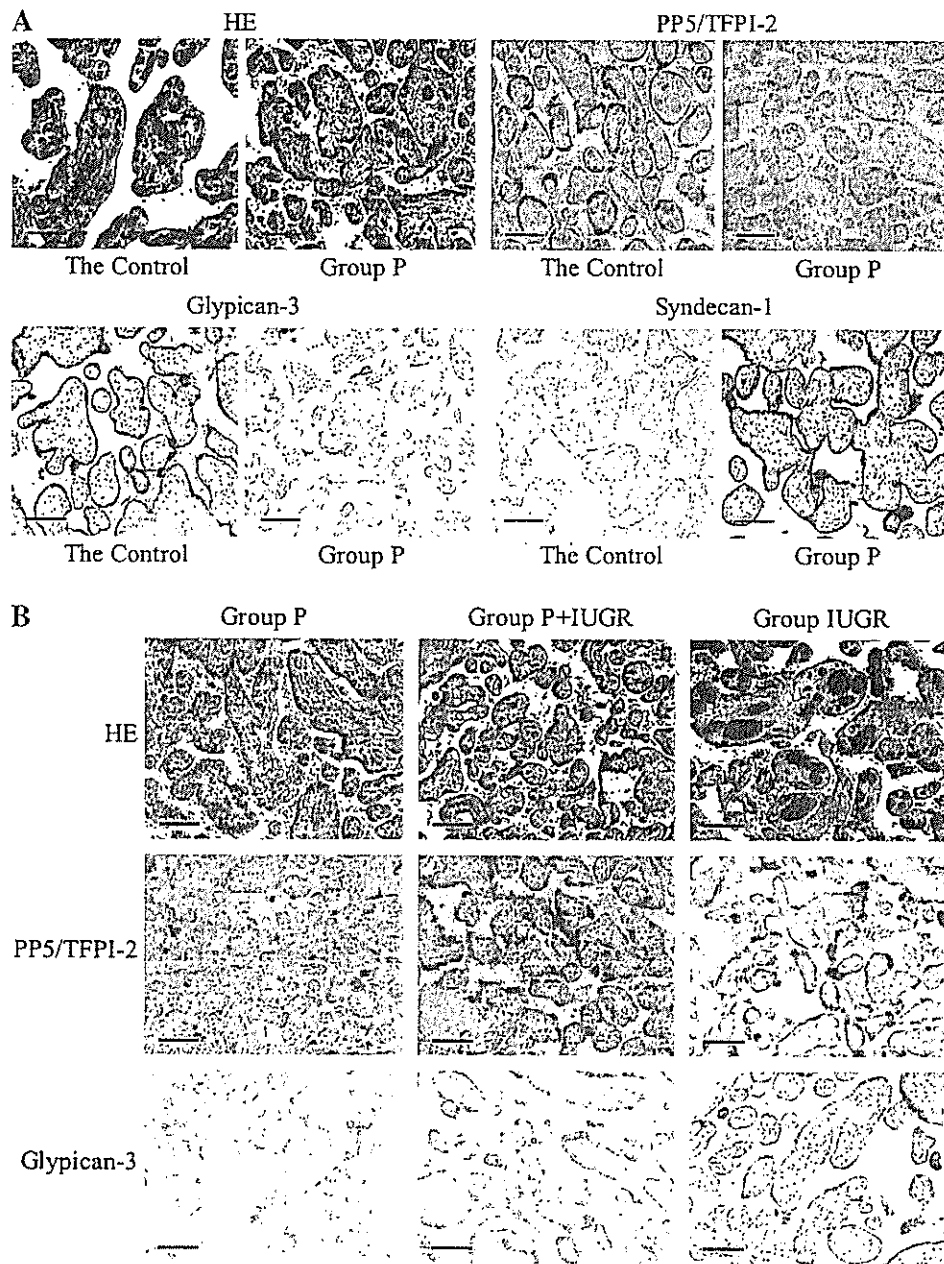 A
HE
PP5/TFPI-2
The Control
Group P
The Control
Group P
Glypican-3
Syndecan-1
The Control
Group P
The Control
Group P
B
Group P
Group P+IUGR
Group IUGR
HE
PP5/TFPI-2
Glypican-3